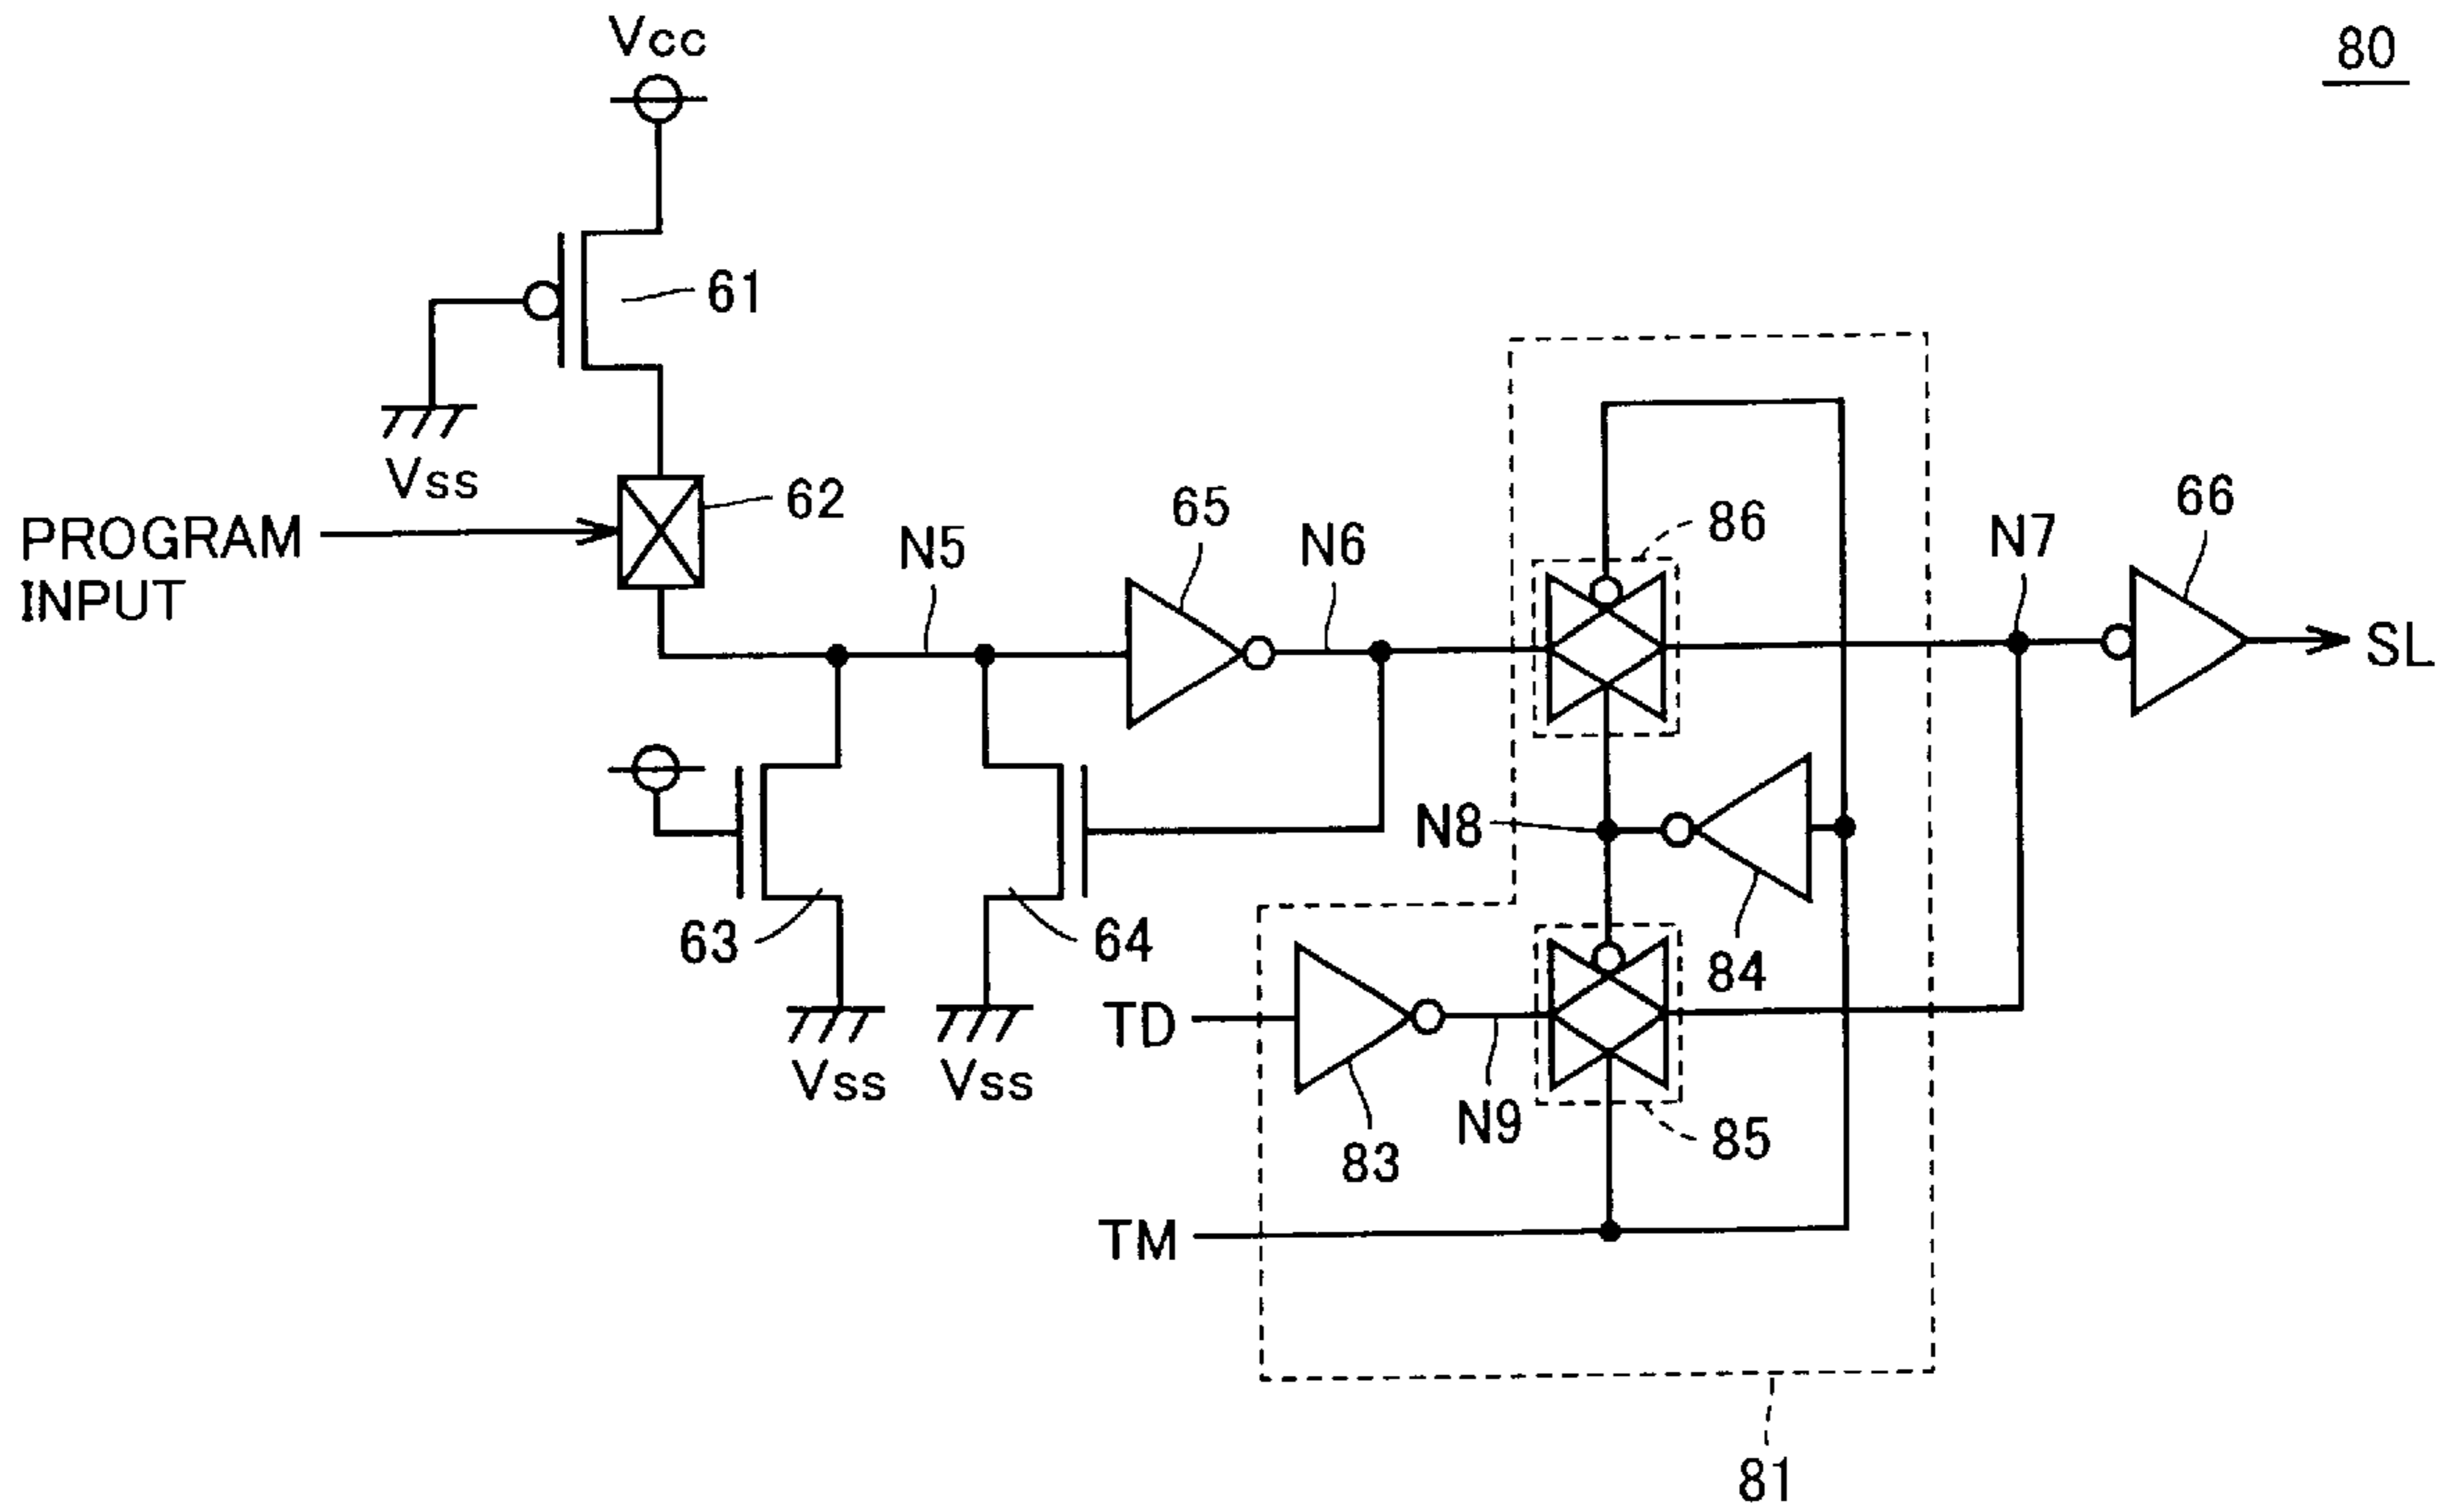 Vcc
80
61
Vss
PROGRAM
INPUT
62
N5
65
N6
86
N7
66
SL
N8
63
64
84
TD
Vss
Vss
N9
83
85
TM
81